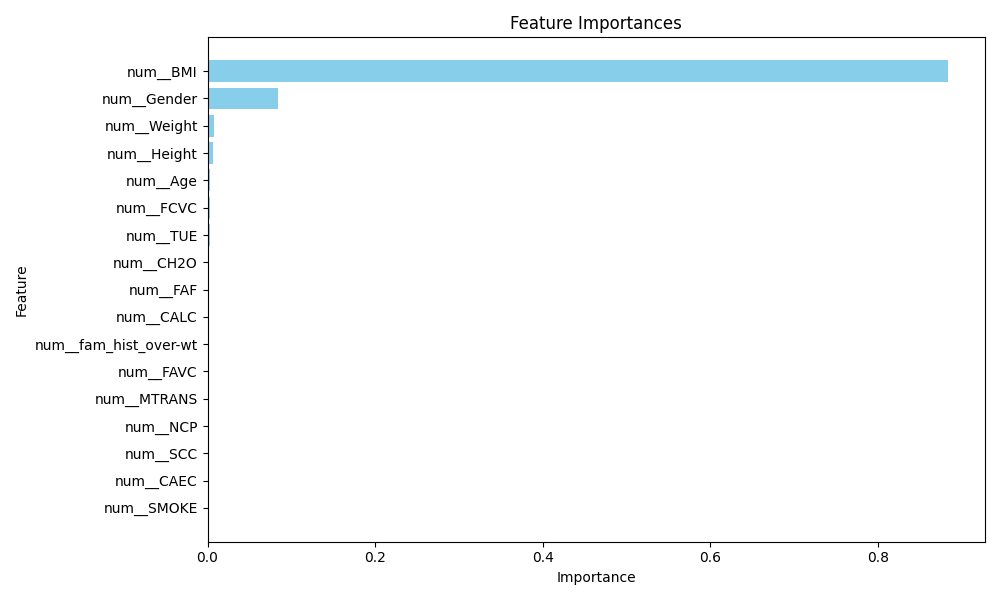 Feature Importances
num__BMI
num__Gender
num__Weight
num__Height
num__Age
num__FCVC
num__TUE
num__CH2O
num__FAF
num__CALC
num__fam_hist_over-wt
num__FAVC
num__MTRANS
num__NCP
num__SCC
num__CAEC
num__SMOKE
Feature
0.0 0.2 0.4 0.6 0.8
Importance